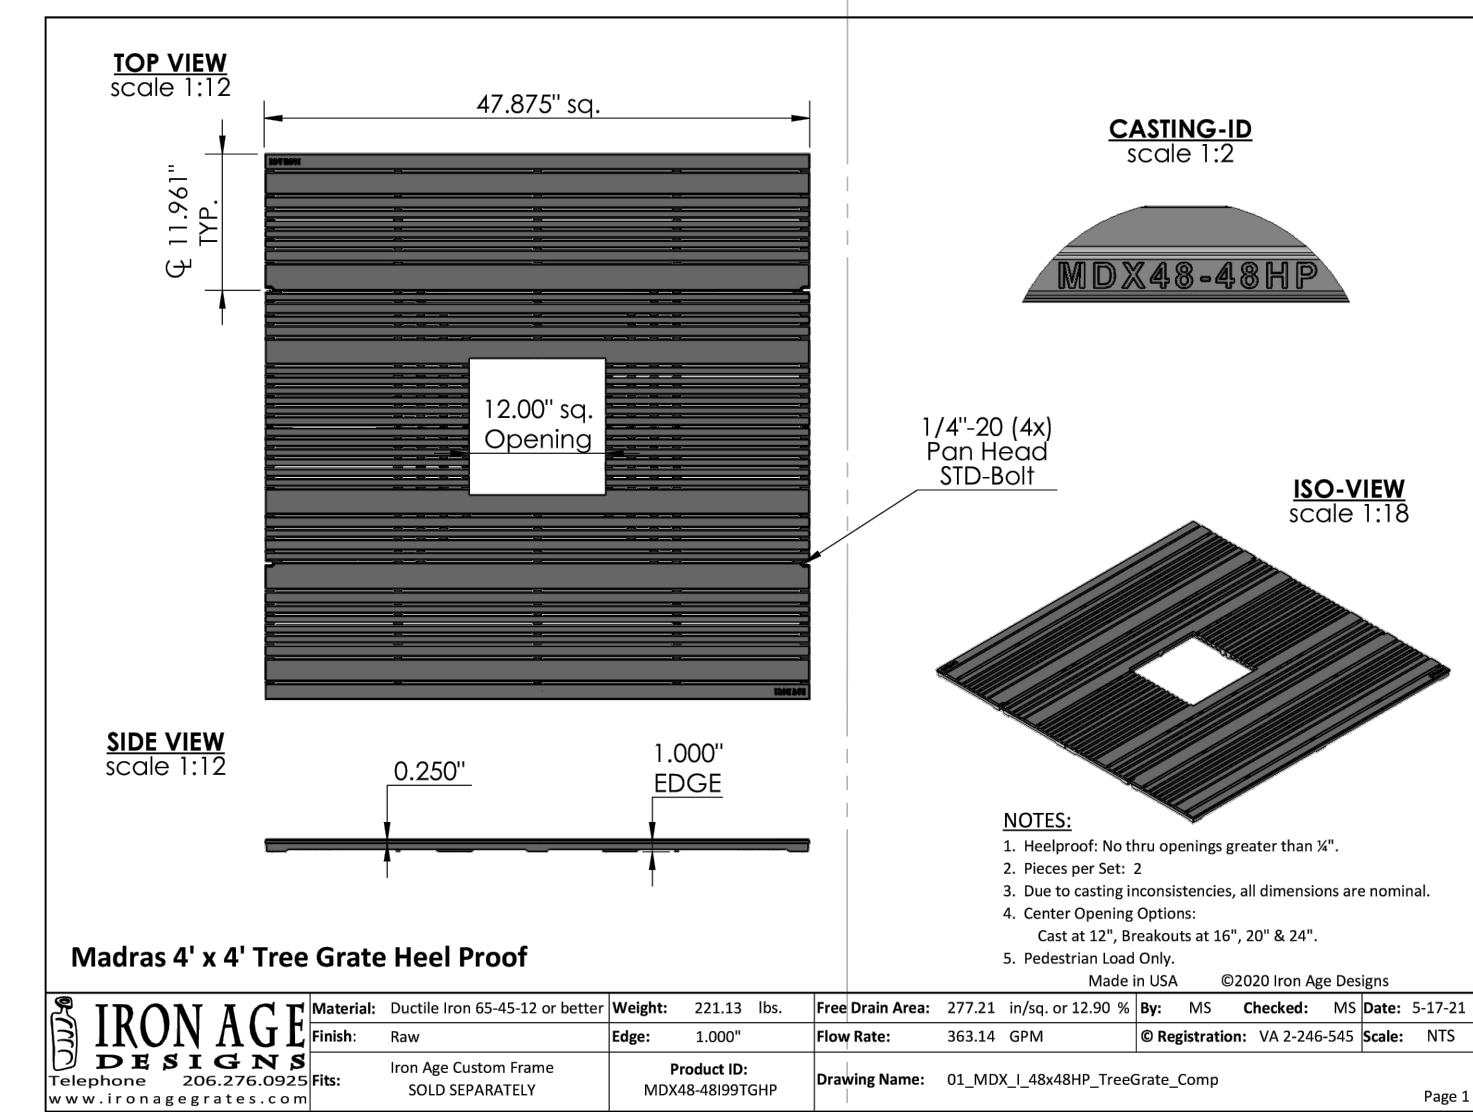 TOP VIEW
scale 1:12
47.875" sq.
℄ 11.961"
TYP.
12.00" sq.
Opening
IRON AGE
CASTING-ID
scale 1:2
MDX48-48HP
1/4"-20 (4x)
Pan Head
STD-Bolt
ISO-VIEW
scale 1:18
SIDE VIEW
scale 1:12
0.250"
1.000"
EDGE
NOTES:
1. Heelproof: No thru openings greater than ¼".
2. Pieces per Set: 2
3. Due to casting inconsistencies, all dimensions are nominal.
4. Center Opening Options:
Cast at 12", Breakouts at 16", 20" & 24".
5. Pedestrian Load Only.
Made in USA ©2020 Iron Age Designs
Madras 4' x 4' Tree Grate Heel Proof
IRON AGE
DESIGNS
Telephone 206.276.0925
www.ironagegrates.com
Material: Ductile Iron 65-45-12 or better
Finish: Raw
Fits: Iron Age Custom Frame
SOLD SEPARATELY
Weight: 221.13 lbs.
Edge: 1.000"
Product ID:
MDX48-48I99TGHP
Free Drain Area: 277.21 in/sq. or 12.90 %
Flow Rate: 363.14 GPM
Drawing Name: 01_MDX_I_48x48HP_TreeGrate_Comp
By: MS Checked: MS Date: 5-17-21
© Registration: VA 2-246-545 Scale: NTS
Page 1